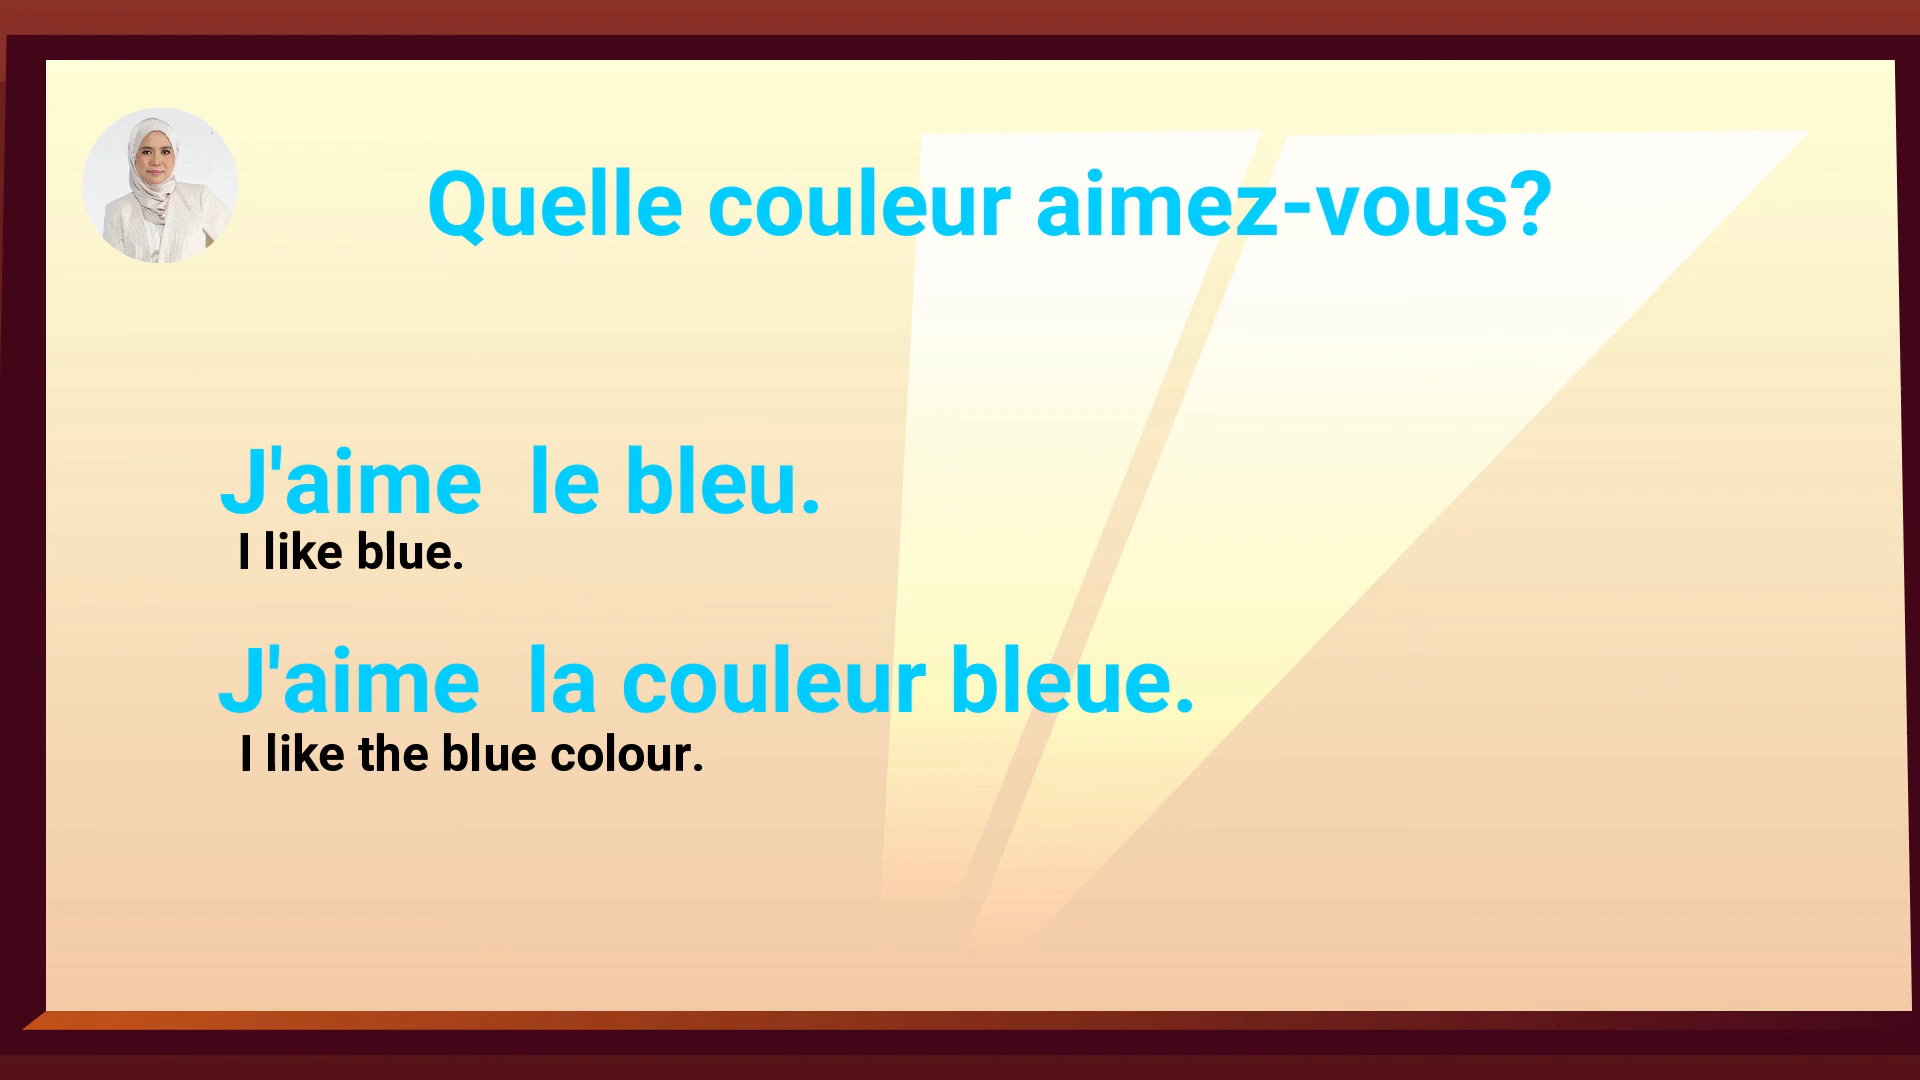 Quelle couleur aimez-vous?
J'aime  le bleu.
I like blue.
J'aime  la couleur bleue.
I like the blue colour.